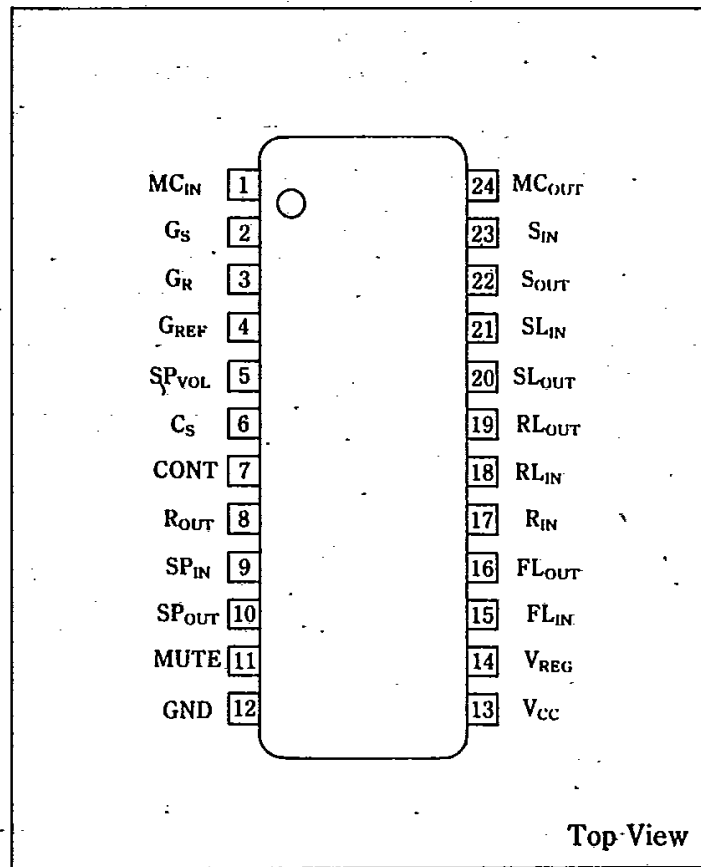 MCIN 1 24 MCOUT
GS 2 23 SIN
GR 3 22 SOUT
GREF 4 21 SLIN
SPVOL 5 20 SLOUT
CS 6 19 RLOUT
CONT 7 18 RLIN
ROUT 8 17 RIN
SPIN 9 16 FLOUT
SPOUT 10 15 FLIN
MUTE 11 14 VREG
GND 12 13 VCC
Top View